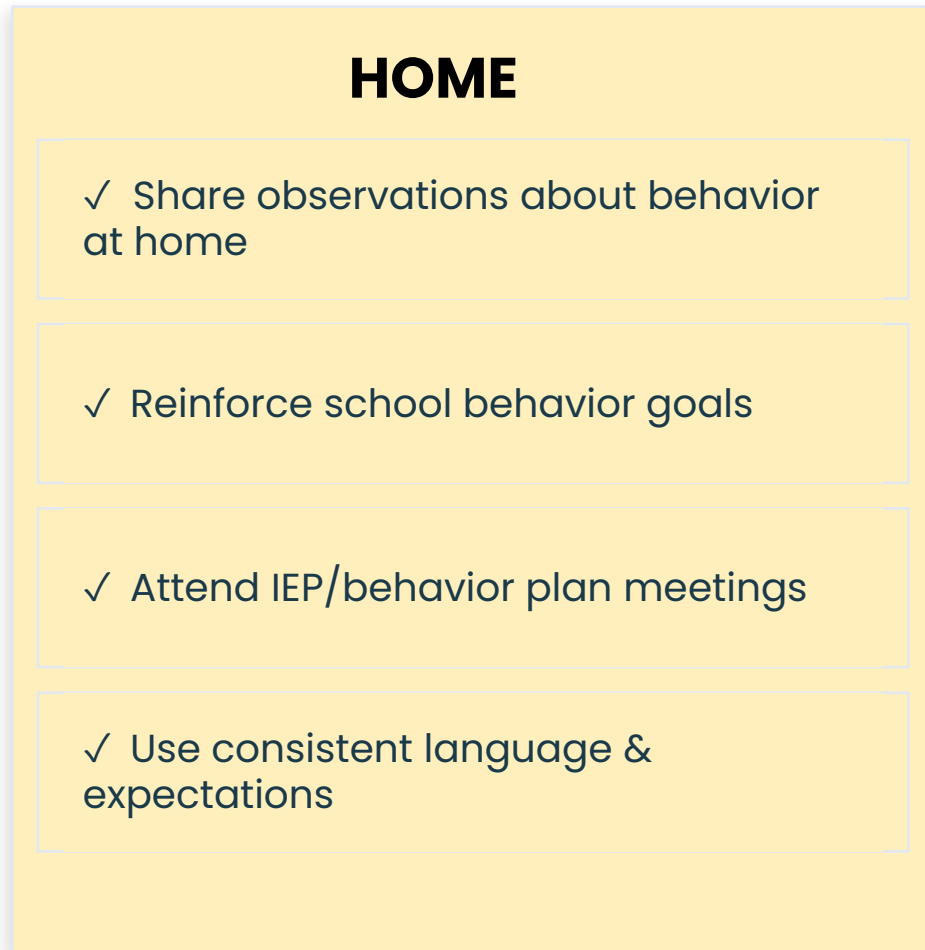 HOME
✓ Share observations about behavior
at home
✓ Reinforce school behavior goals
✓ Attend IEP/behavior plan meetings
✓ Use consistent language &
expectations